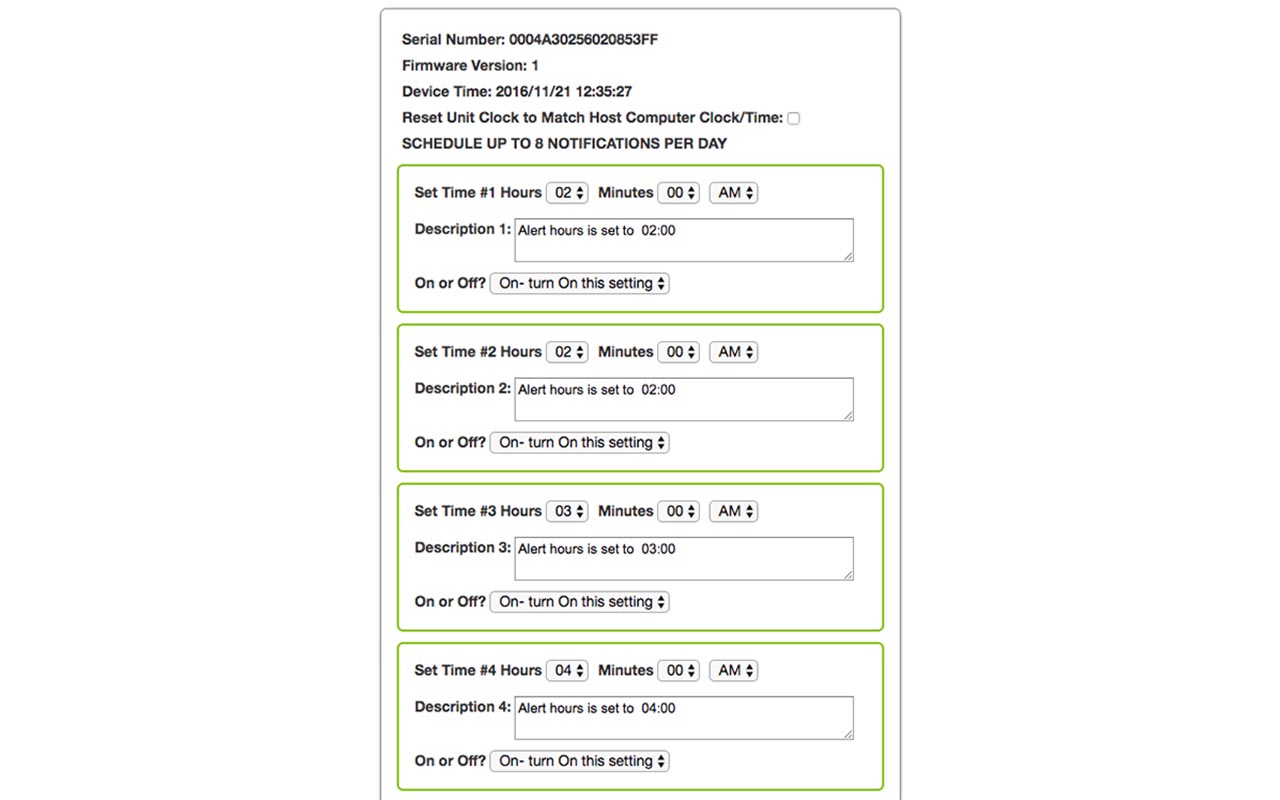 Serial Number: 0004A30256020853FF
Firmware Version: 1
Device Time: 2016/11/21 12:35:27
Reset Unit Clock to Match Host Computer Clock/Time:
SCHEDULE UP TO 8 NOTIFICATIONS PER DAY
Set Time #1 Hours 02 Minutes 00 AM
Description 1: Alert hours is set to 02:00
On or Off? On- turn On this setting
Set Time #2 Hours 02 Minutes 00 AM
Description 2: Alert hours is set to 02:00
On or Off? On- turn On this setting
Set Time #3 Hours 03 Minutes 00 AM
Description 3: Alert hours is set to 03:00
On or Off? On- turn On this setting
Set Time #4 Hours 04 Minutes 00 AM
Description 4: Alert hours is set to 04:00
On or Off? On- turn On this setting